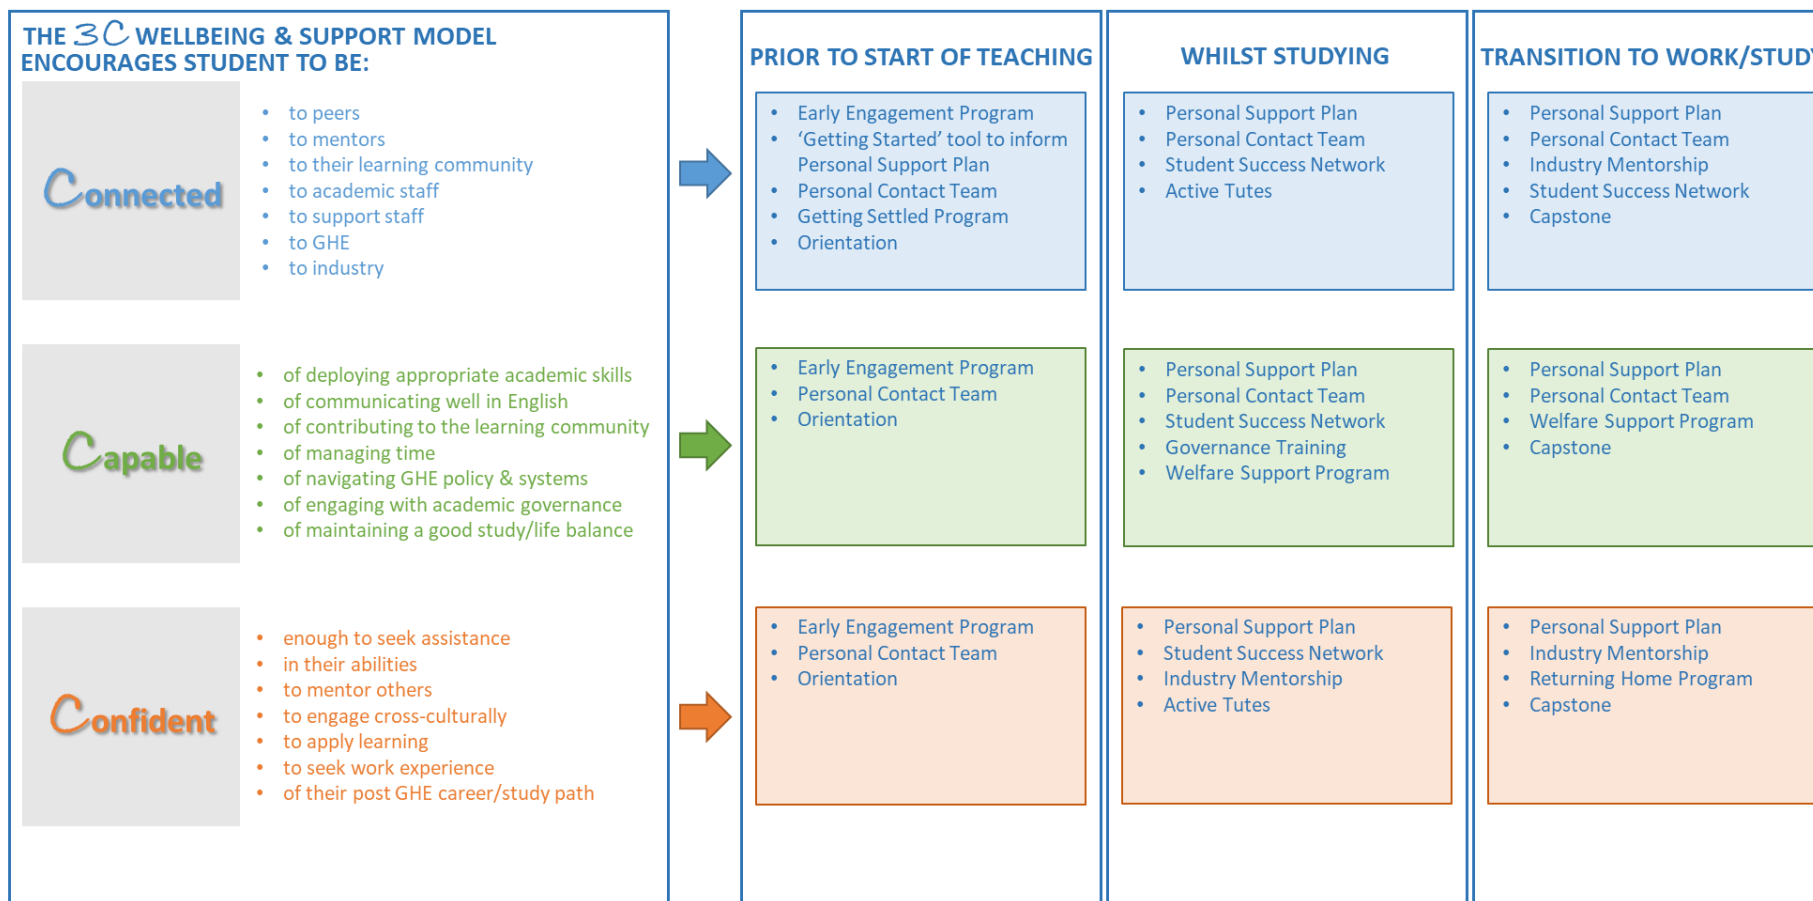 THE 3C WELLBEING & SUPPORT MODEL
ENCOURAGES STUDENT TO BE:
Connected
• to peers
• to mentors
• to their learning community
• to academic staff
• to support staff
• to GHE
• to industry
Capable
• of deploying appropriate academic skills
• of communicating well in English
• of contributing to the learning community
• of managing time
• of navigating GHE policy & systems
• of engaging with academic governance
• of maintaining a good study/life balance
Confident
• enough to seek assistance
• in their abilities
• to mentor others
• to engage cross-culturally
• to apply learning
• to seek work experience
• of their post GHE career/study path
PRIOR TO START OF TEACHING
• Early Engagement Program
• ‘Getting Started’ tool to inform
Personal Support Plan
• Personal Contact Team
• Getting Settled Program
• Orientation
• Early Engagement Program
• Personal Contact Team
• Orientation
• Early Engagement Program
• Personal Contact Team
• Orientation
WHILST STUDYING
• Personal Support Plan
• Personal Contact Team
• Student Success Network
• Active Tutes
• Personal Support Plan
• Personal Contact Team
• Student Success Network
• Governance Training
• Welfare Support Program
• Personal Support Plan
• Student Success Network
• Industry Mentorship
• Active Tutes
TRANSITION TO WORK/STUDY
• Personal Support Plan
• Personal Contact Team
• Industry Mentorship
• Student Success Network
• Capstone
• Personal Support Plan
• Personal Contact Team
• Welfare Support Program
• Capstone
• Personal Support Plan
• Industry Mentorship
• Returning Home Program
• Capstone